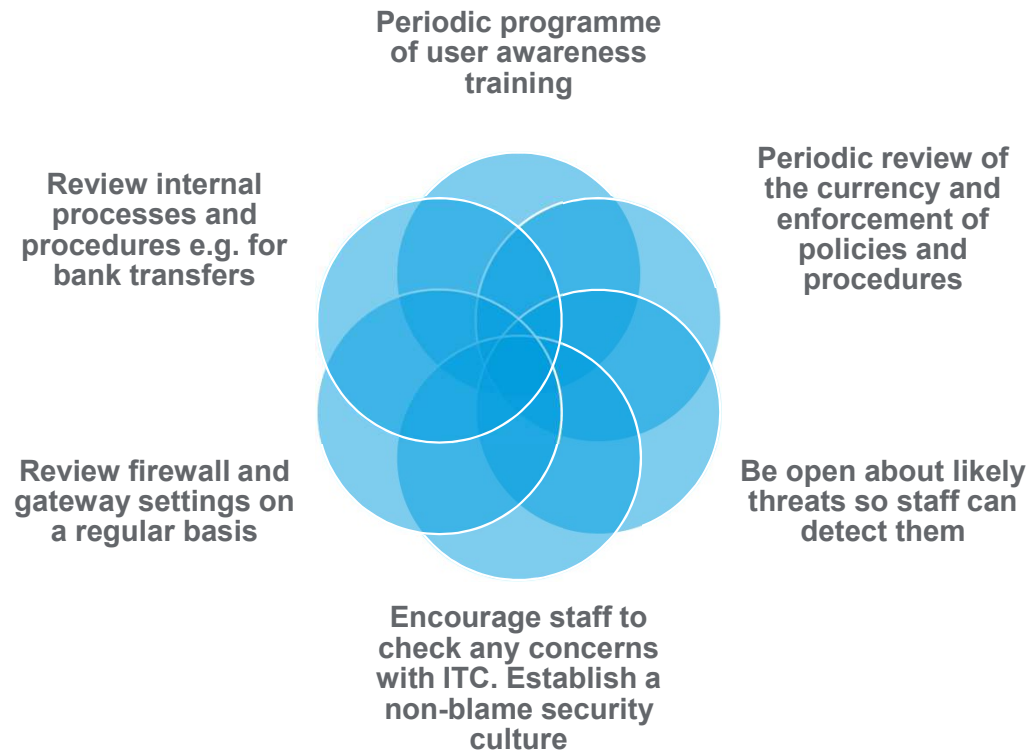 Periodic programme
of user awareness
training
Periodic review of
the currency and
enforcement of
policies and
procedures
Be open about likely
threats so staff can
detect them
Encourage staff to
check any concerns
with ITC. Establish a
non-blame security
culture
Review firewall and
gateway settings on
a regular basis
Review internal
processes and
procedures e.g. for
bank transfers